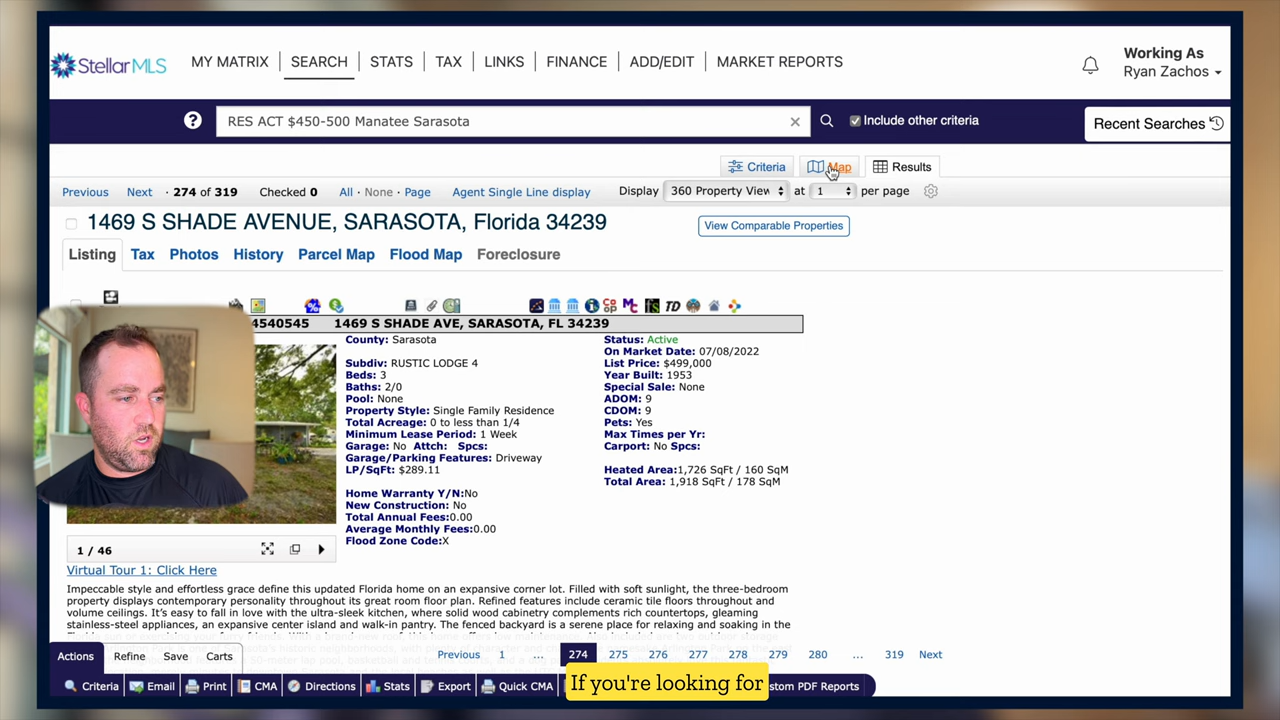 StellarMLS
MY MATRIX SEARCH STATS TAX LINKS FINANCE ADD/EDIT MARKET REPORTS
Working As
Ryan Zachos
? RES ACT $450-500 Manatee Sarasota × Include other criteria Recent Searches
Criteria Map Results
Previous Next · 274 of 319 Checked 0 All · None · Page Agent Single Line display Display 360 Property View at 1 per page
1469 S SHADE AVENUE, SARASOTA, Florida 34239
View Comparable Properties
Listing Tax Photos History Parcel Map Flood Map Foreclosure
4540545 1469 S SHADE AVE, SARASOTA, FL 34239
County: Sarasota
Subdiv: RUSTIC LODGE 4
Beds: 3
Baths: 2/0
Pool: None
Property Style: Single Family Residence
Total Acreage: 0 to less than 1/4
Minimum Lease Period: 1 Week
Garage: No Attch: Spcs:
Garage/Parking Features: Driveway
LP/SqFt: $289.11
Home Warranty Y/N:No
New Construction: No
Total Annual Fees:0.00
Average Monthly Fees:0.00
Flood Zone Code:X
Status: Active
On Market Date: 07/08/2022
List Price: $499,000
Year Built: 1953
Special Sale: None
ADOM: 9
CDOM: 9
Pets: Yes
Max Times per Yr:
Carport: No Spcs:
Heated Area:1,726 SqFt / 160 SqM
Total Area: 1,918 SqFt / 178 SqM
1 / 46
Virtual Tour 1: Click Here
Impeccable style and effortless grace define this updated Florida home on an expansive corner lot. Filled with soft sunlight, the three-bedroom
property displays contemporary personality throughout its great room floor plan. Refined features include ceramic tile floors throughout and
volume ceilings. It's easy to fall in love with the ultra-sleek kitchen, where solid wood cabinetry complements rich countertops, gleaming
stainless-steel appliances, an expansive center island and walk-in pantry. The fenced backyard is a serene place for relaxing and soaking in the
Actions Refine Save Carts
Previous 1 ... 274 275 276 277 278 279 280 ... 319 Next
Criteria Email Print CMA Directions Stats Export Quick CMA stom PDF Reports
If you're looking for